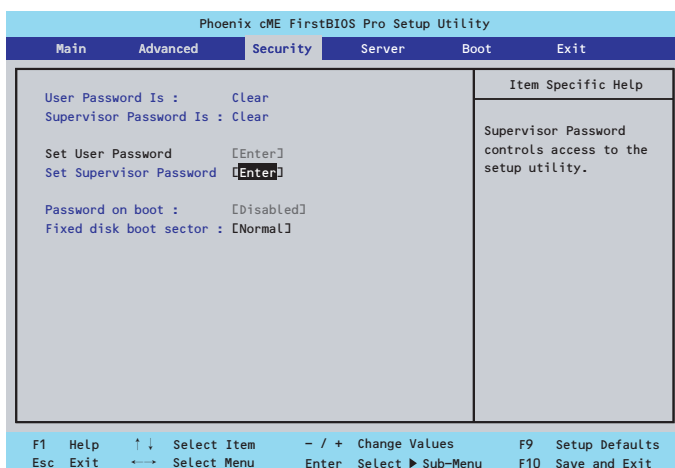 Phoenix cME FirstBIOS Pro Setup Utility
Main Advanced Security Server Boot Exit
User Password Is : Clear
Supervisor Password Is : Clear
Set User Password [Enter]
Set Supervisor Password [Enter]
Password on boot : [Disabled]
Fixed disk boot sector : [Normal]
Item Specific Help
Supervisor Password
controls access to the
setup utility.
F1 Help ↑↓ Select Item − / + Change Values F9 Setup Defaults
Esc Exit ←→ Select Menu Enter Select ▶ Sub−Menu F10 Save and Exit